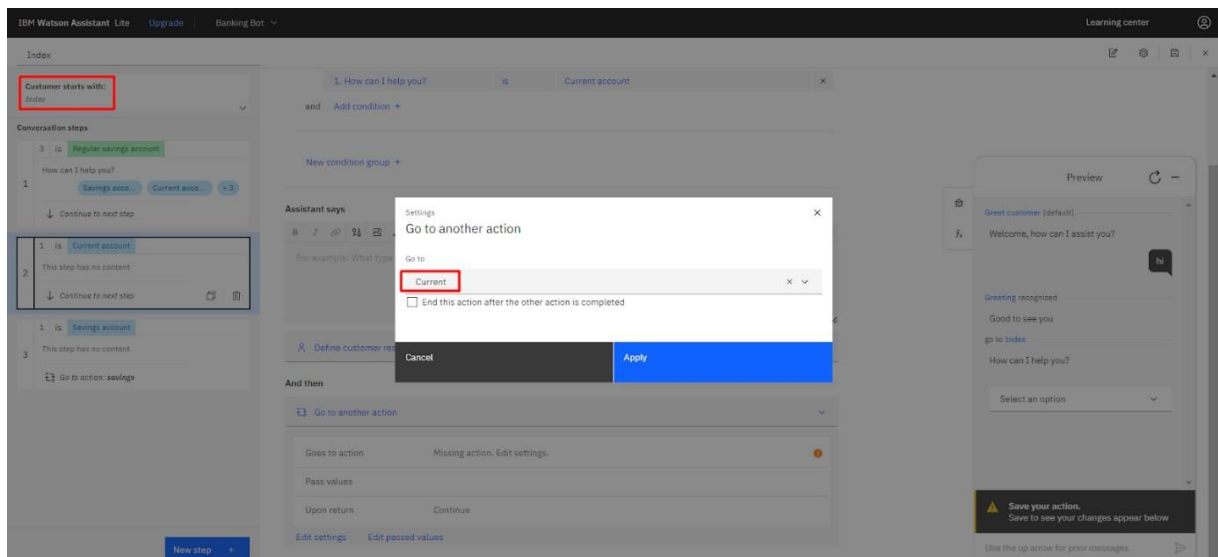 IBM Watson Assistant Lite Upgrade Banking Bot Learning center
Index
Customer starts with:
Index
Conversation steps
3 is Regular savings account
How can I help you?
1
Savings acco... Current acco... +3
Continue to next step
1 is Current account
This step has no content
2
Continue to next step
1 is Savings account
This step has no content
3
Go to action: savings
New step +
1. How can I help you? is Current account ×
and Add condition +
New condition group +
Assistant says
B I
For example: What type
Define customer res
And then
Go to another action
Goes to action Missing action. Edit settings.
Pass values
Upon return Continue
Edit settings Edit passed values
Settings
Go to another action
Go to
Current
End this action after the other action is completed
Cancel Apply
Preview
Greet customer [default]
Welcome, how can I assist you?
hi
Greeting recognized
Good to see you
go to Index
How can I help you?
Select an option
Save your action.
Save to see your changes appear below
Use the up arrow for prior messages